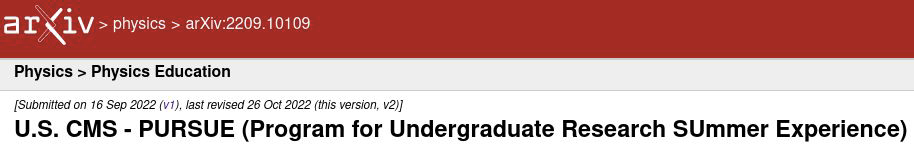 arXiv > physics > arXiv:2209.10109
Physics > Physics Education
[Submitted on 16 Sep 2022 (v1), last revised 26 Oct 2022 (this version, v2)]
U.S. CMS - PURSUE (Program for Undergraduate Research SUmmer Experience)